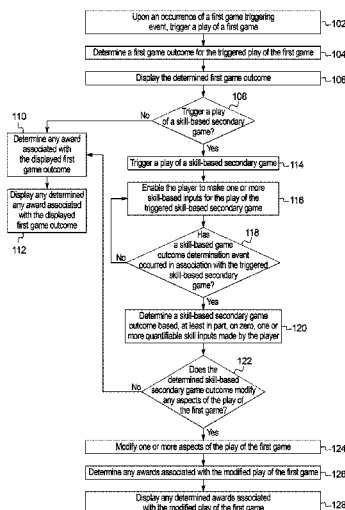 Upon an occurrence of a first game triggering
event, trigger a play of a first game
102
Determine a first game outcome for the triggered play of the first game
104
Display the determined first game outcome
106
108
Trigger a play
of a skill-based secondary
game?
No
Yes
110
Determine any award
associated with
the displayed first
game outcome
Display any determined
any award associated
with the displayed
first game outcome
112
Trigger a play of a skill-based secondary game
114
Enable the player to make one or more
skill-based inputs for the play of the
triggered skill-based secondary game
116
118
Has
a skill-based game
outcome determination event
occurred in association with the triggered
skill-based secondary
game?
No
Yes
Determine a skill-based secondary game
outcome based, at least in part, on zero, one or
more quantifiable skill inputs made by the player
120
122
Does the
determined skill-based
secondary game outcome modify
any aspects of the play of
the first game?
No
Yes
Modify one or more aspects of the play of the first game
124
Determine any awards associated with the modified play of the first game
126
Display any determined awards associated
with the modified play of the first game
128